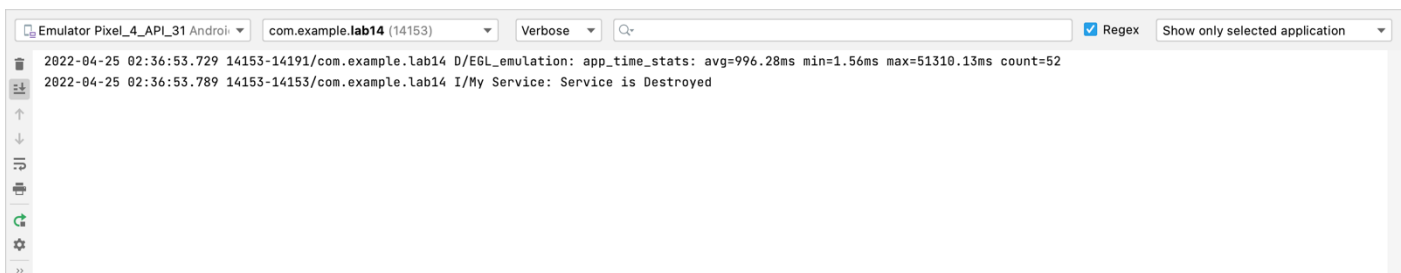 Emulator Pixel_4_API_31 Androi com.example.lab14 (14153) Verbose Regex Show only selected application
2022-04-25 02:36:53.729 14153-14191/com.example.lab14 D/EGL_emulation: app_time_stats: avg=996.28ms min=1.56ms max=51310.13ms count=52
2022-04-25 02:36:53.789 14153-14153/com.example.lab14 I/My Service: Service is Destroyed